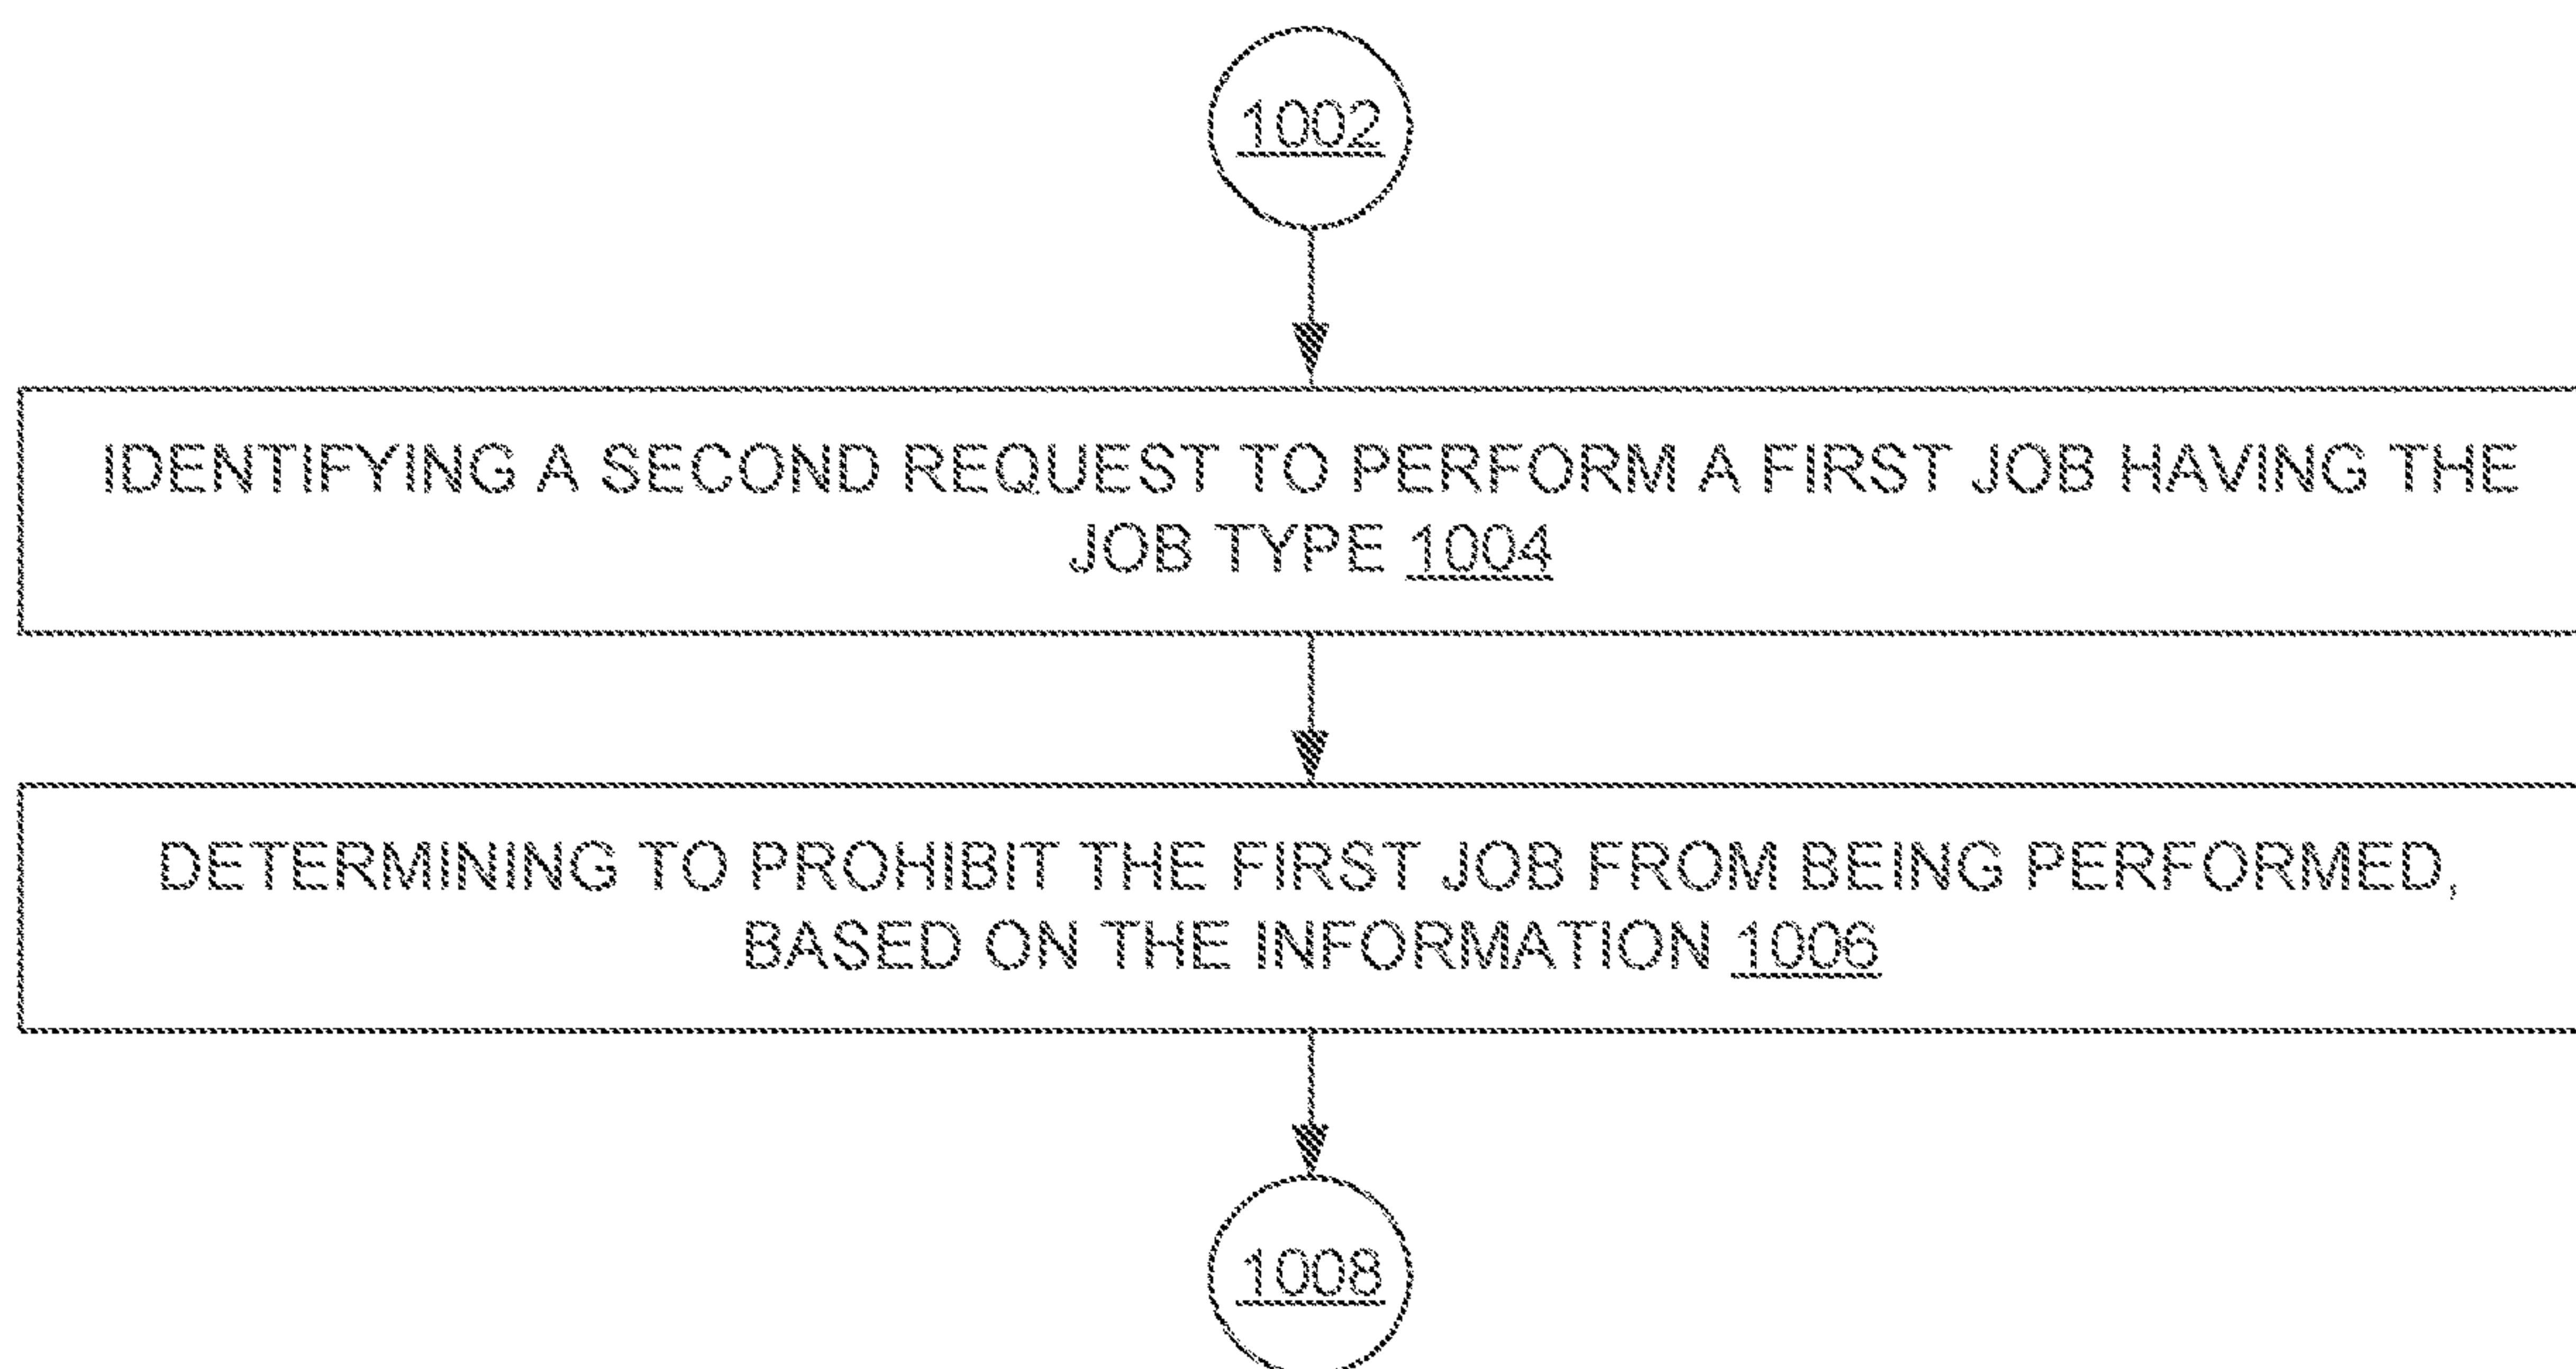 1002
IDENTIFYING A SECOND REQUEST TO PERFORM A FIRST JOB HAVING THE
JOB TYPE 1004
DETERMINING TO PROHIBIT THE FIRST JOB FROM BEING PERFORMED,
BASED ON THE INFORMATION 1006
1008